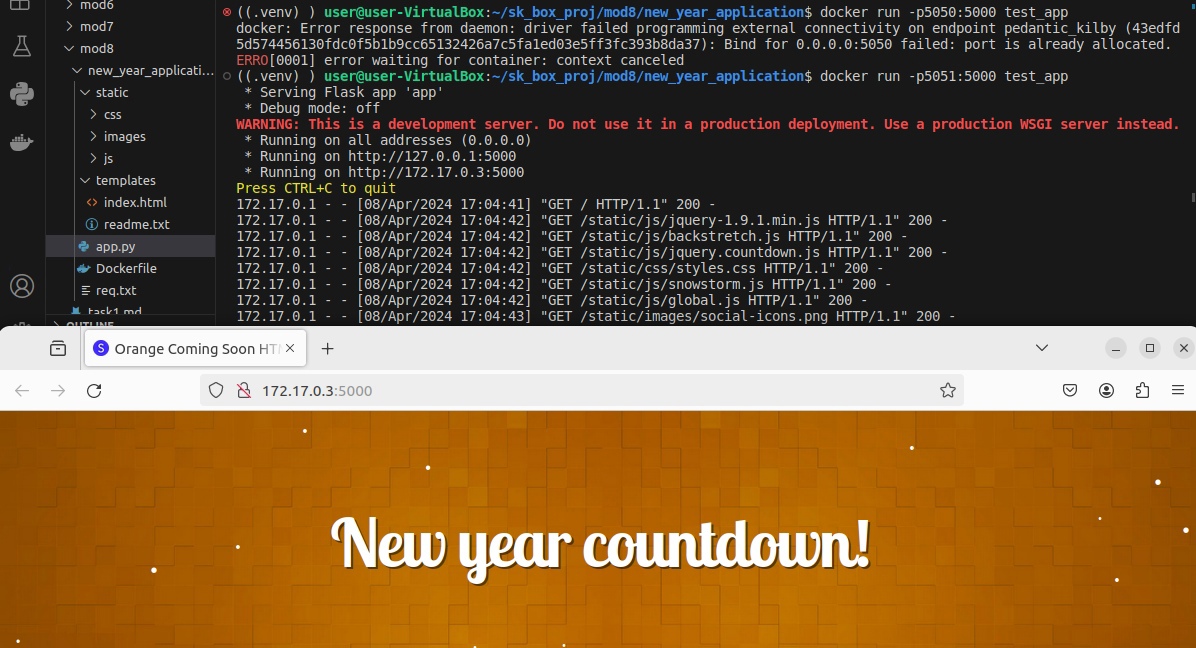 mod6
mod7
mod8
new_year_applicati...
static
css
images
js
templates
index.html
readme.txt
app.py
Dockerfile
req.txt
task1.md
OUTLINE
((.venv) ) user@user-VirtualBox:~/sk_box_proj/mod8/new_year_application$ docker run -p5050:5000 test_app
docker: Error response from daemon: driver failed programming external connectivity on endpoint pedantic_kilby (43edfd
5d574456130fdc0f5b1b9cc65132426a7c5fa1ed03e5ff3fc393b8da37): Bind for 0.0.0.0:5050 failed: port is already allocated.
ERRO[0001] error waiting for container: context canceled
((.venv) ) user@user-VirtualBox:~/sk_box_proj/mod8/new_year_application$ docker run -p5051:5000 test_app
* Serving Flask app 'app'
* Debug mode: off
WARNING: This is a development server. Do not use it in a production deployment. Use a production WSGI server instead.
* Running on all addresses (0.0.0.0)
* Running on http://127.0.0.1:5000
* Running on http://172.17.0.3:5000
Press CTRL+C to quit
172.17.0.1 - - [08/Apr/2024 17:04:41] "GET / HTTP/1.1" 200 -
172.17.0.1 - - [08/Apr/2024 17:04:42] "GET /static/js/jquery-1.9.1.min.js HTTP/1.1" 200 -
172.17.0.1 - - [08/Apr/2024 17:04:42] "GET /static/js/backstretch.js HTTP/1.1" 200 -
172.17.0.1 - - [08/Apr/2024 17:04:42] "GET /static/js/jquery.countdown.js HTTP/1.1" 200 -
172.17.0.1 - - [08/Apr/2024 17:04:42] "GET /static/css/styles.css HTTP/1.1" 200 -
172.17.0.1 - - [08/Apr/2024 17:04:42] "GET /static/js/snowstorm.js HTTP/1.1" 200 -
172.17.0.1 - - [08/Apr/2024 17:04:42] "GET /static/js/global.js HTTP/1.1" 200 -
172.17.0.1 - - [08/Apr/2024 17:04:43] "GET /static/images/social-icons.png HTTP/1.1" 200 -
S Orange Coming Soon HT
172.17.0.3:5000
New year countdown!